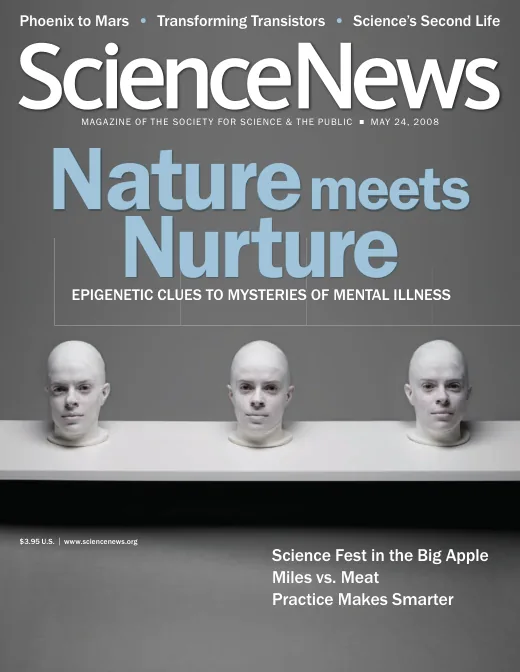 Phoenix to Mars • Transforming Transistors • Science's Second Life
ScienceNews
MAGAZINE OF THE SOCIETY FOR SCIENCE & THE PUBLIC ■ MAY 24, 2008
Nature meets
Nurture
EPIGENETIC CLUES TO MYSTERIES OF MENTAL ILLNESS
$3.95 U.S. | www.sciencenews.org
Science Fest in the Big Apple
Miles vs. Meat
Practice Makes Smarter